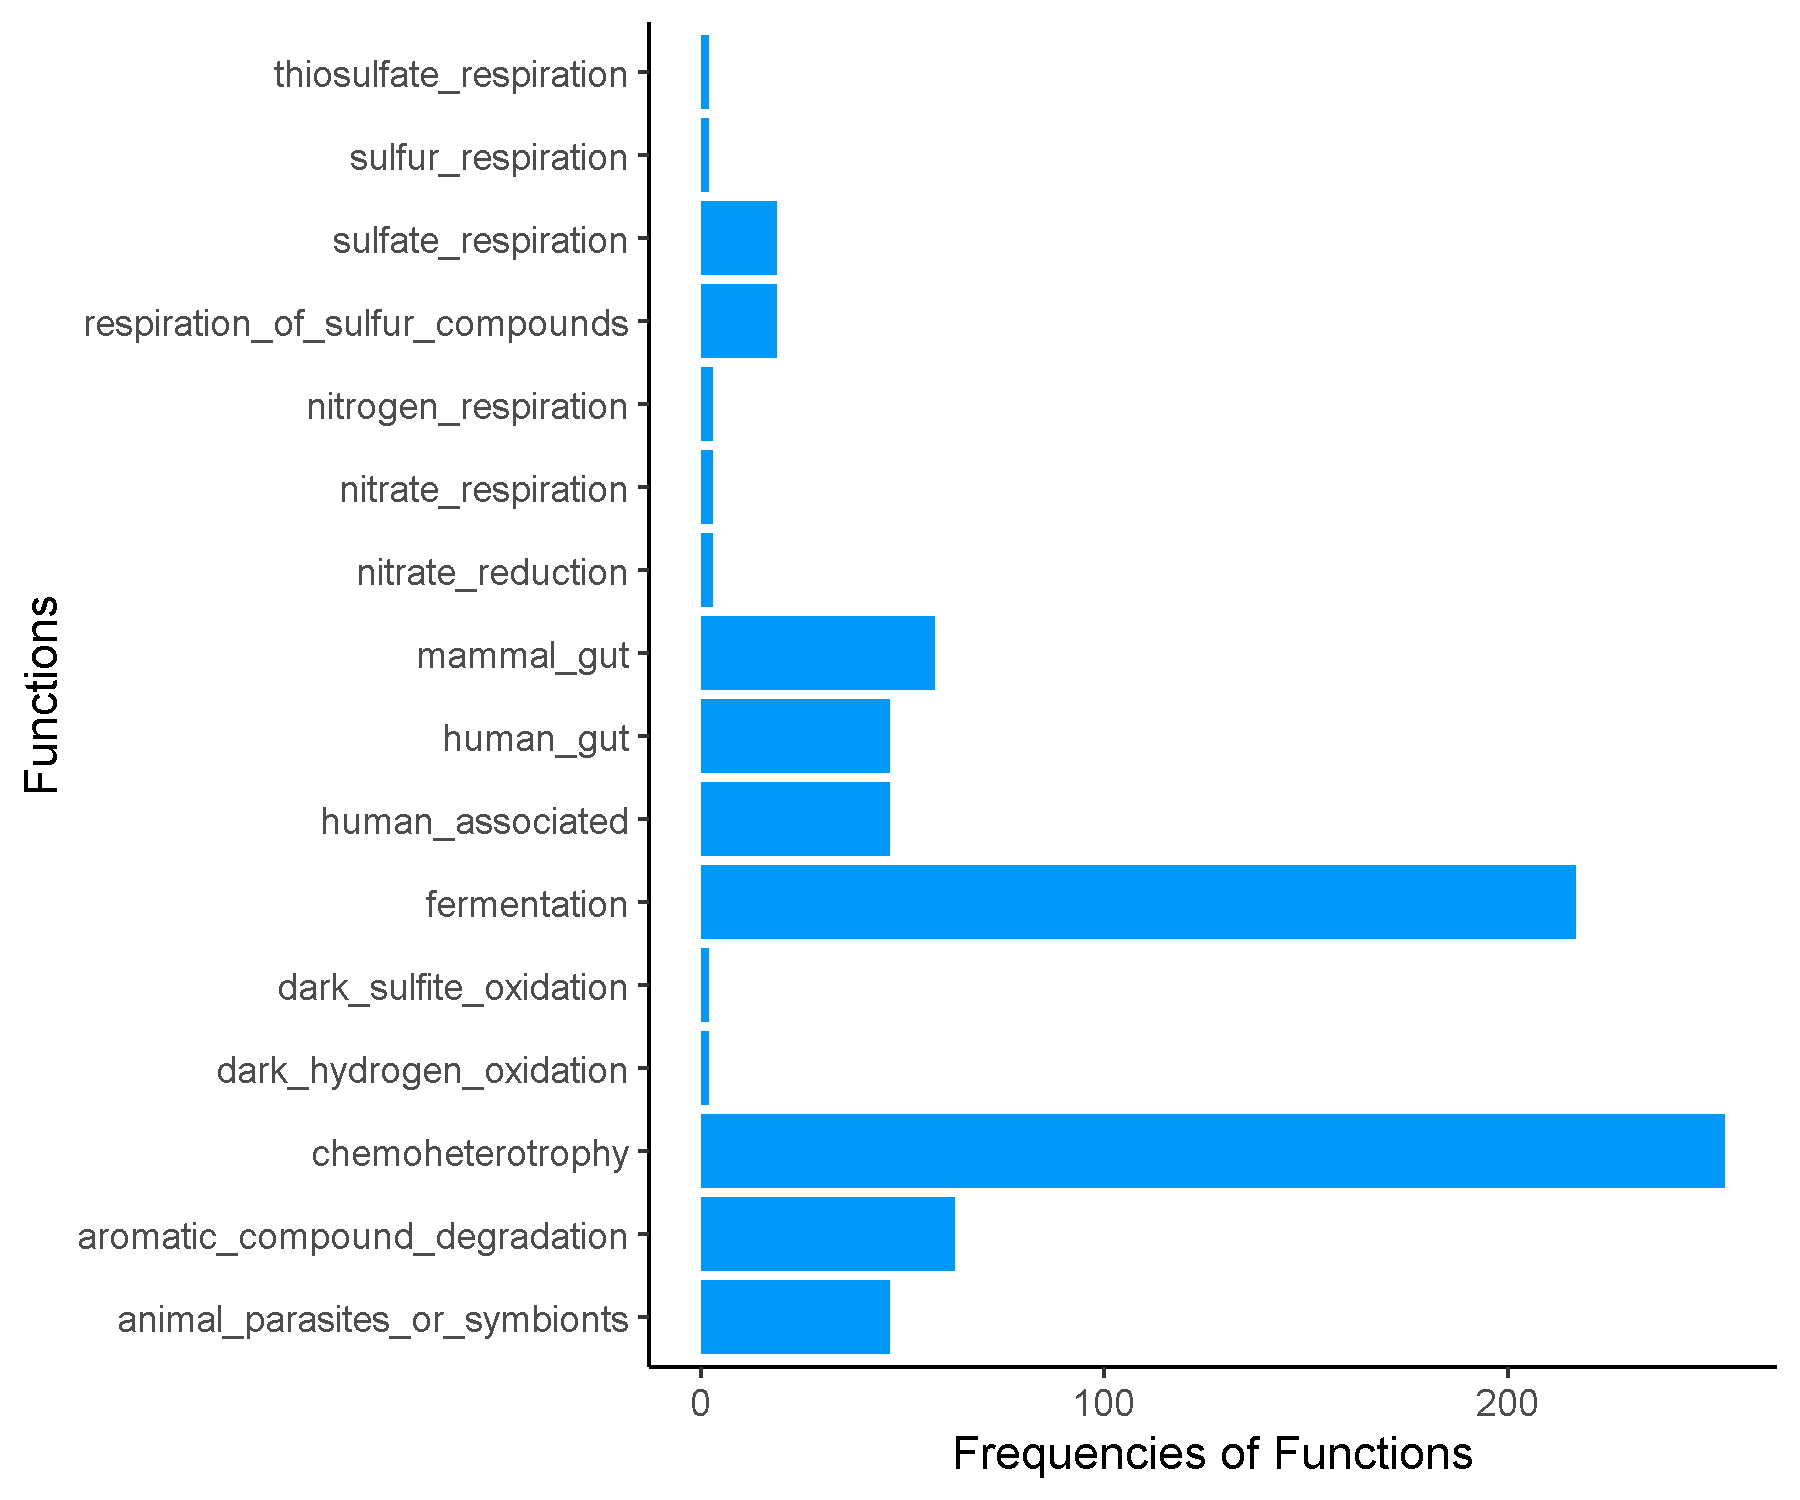 thiosulfate_respiration
sulfur_respiration
sulfate_respiration
respiration_of_sulfur_compounds
nitrogen_respiration
nitrate_respiration
nitrate_reduction
mammal_gut
human_gut
human_associated
fermentation
dark_sulfite_oxidation
dark_hydrogen_oxidation
chemoheterotrophy
aromatic_compound_degradation
animal_parasites_or_symbionts
Functions
0 100 200
Frequencies of Functions